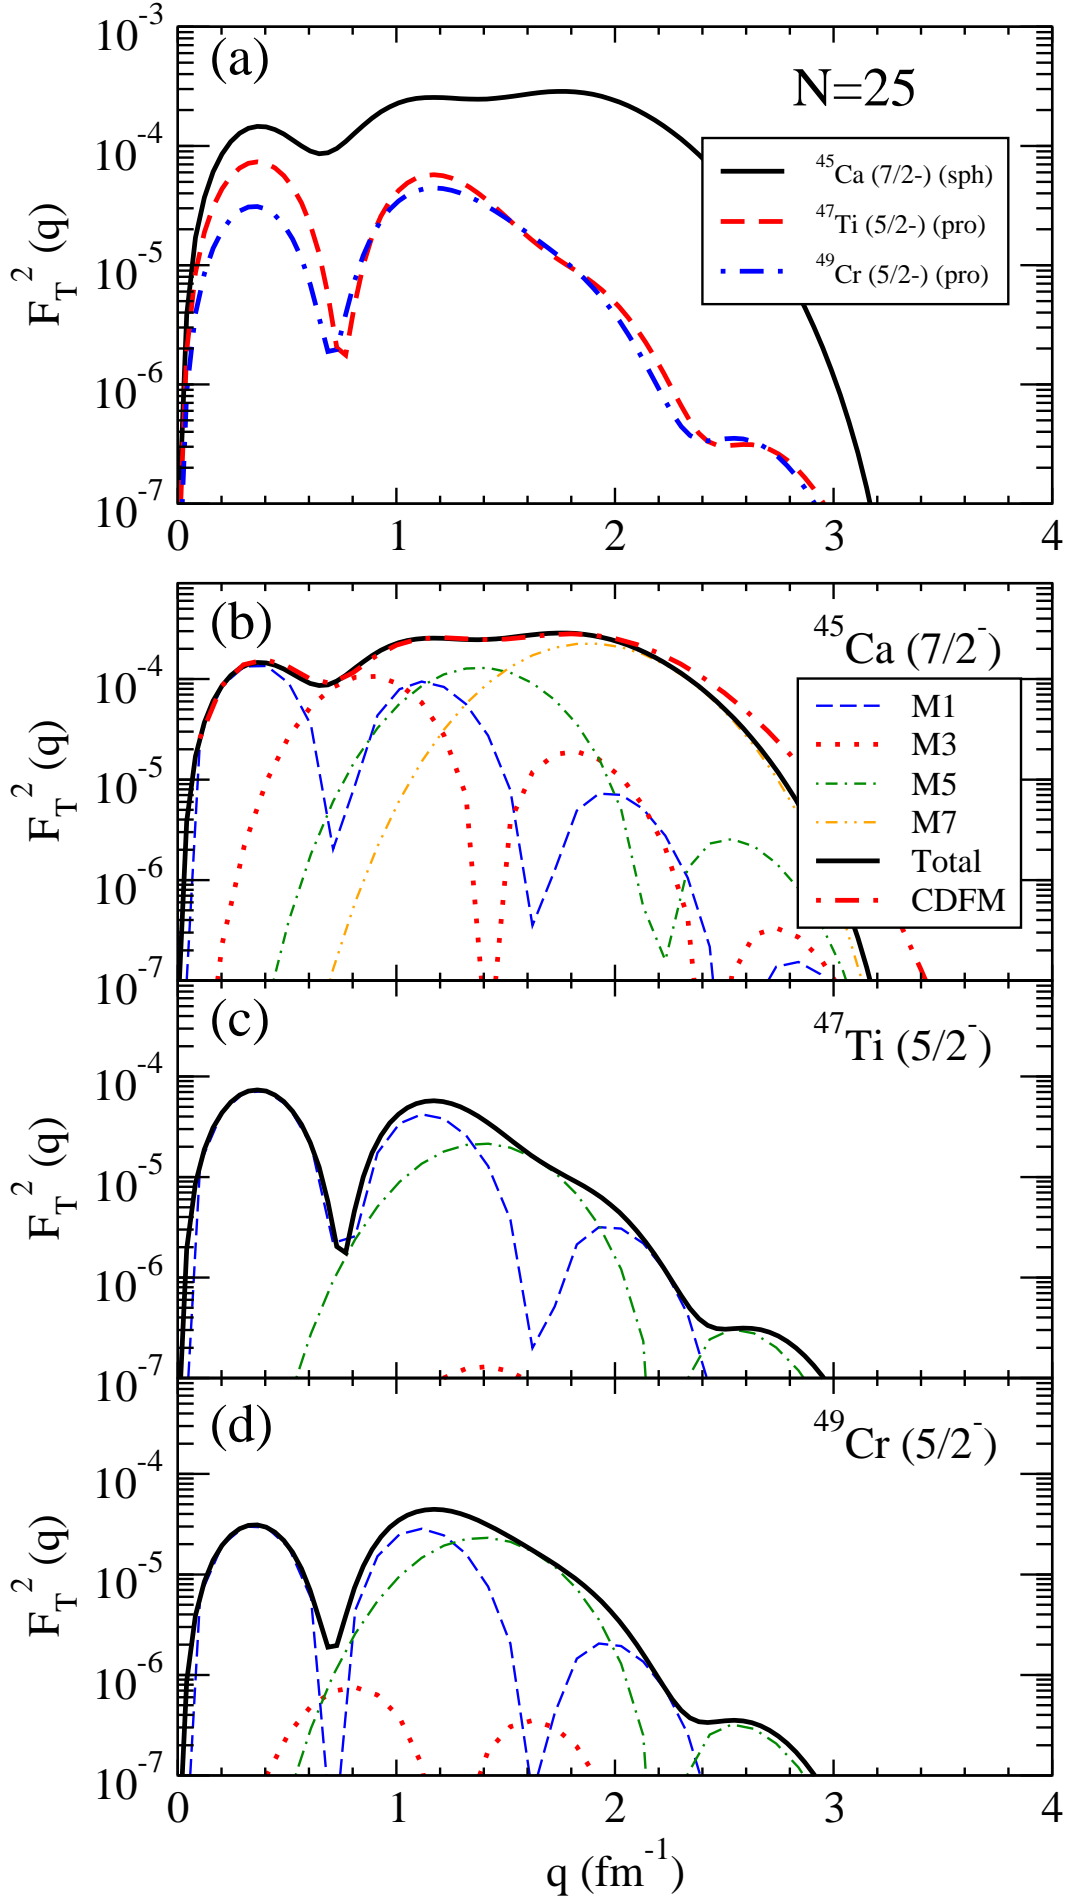 (a)
N=25
10^-3
10^-4
10^-5
10^-6
10^-7
F_T^2 (q)
^45Ca (7/2-) (sph)
^47Ti (5/2-) (pro)
^49Cr (5/2-) (pro)
0 1 2 3 4
(b)
^45Ca (7/2^-)
10^-4
10^-5
10^-6
10^-7
F_T^2 (q)
M1
M3
M5
M7
Total
CDFM
(c)
^47Ti (5/2^-)
10^-4
10^-5
10^-6
10^-7
F_T^2 (q)
(d)
^49Cr (5/2^-)
10^-4
10^-5
10^-6
10^-7
F_T^2 (q)
0 1 2 3 4
q (fm^-1)